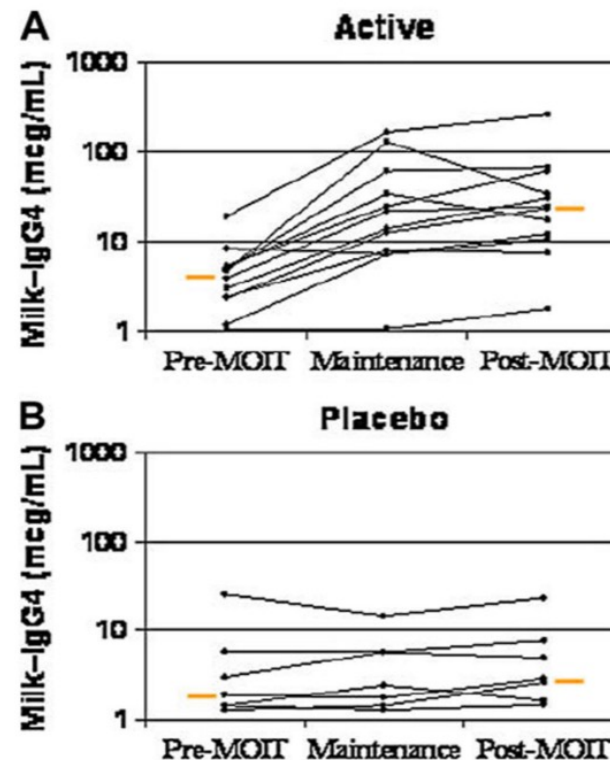 A Active
Milk-IgG4 (mcg/mL)
1000
100
10
1
Pre-MOIT Maintenance Post-MOIT
B Placebo
Milk-IgG4 (mcg/mL)
1000
100
10
1
Pre-MOIT Maintenance Post-MOIT